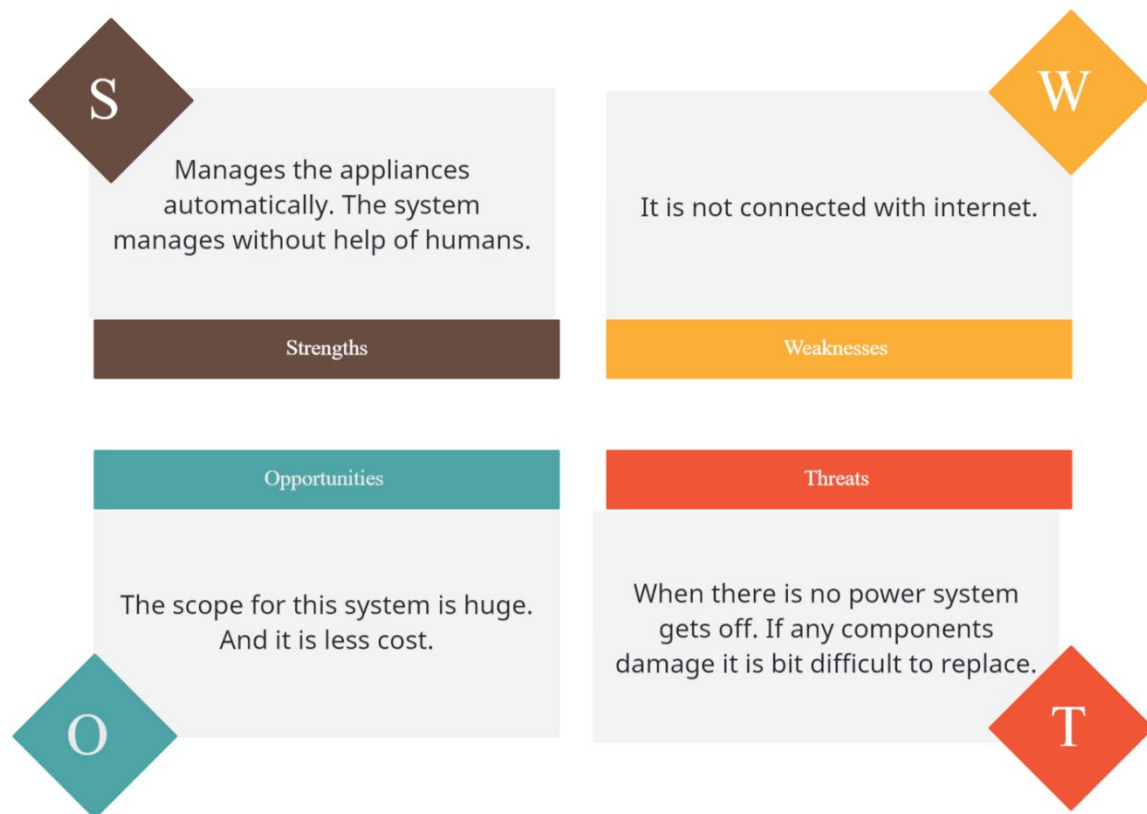 S
Manages the appliances
automatically. The system
manages without help of humans.
Strengths
W
It is not connected with internet.
Weaknesses
Opportunities
The scope for this system is huge.
And it is less cost.
O
Threats
When there is no power system
gets off. If any components
damage it is bit difficult to replace.
T